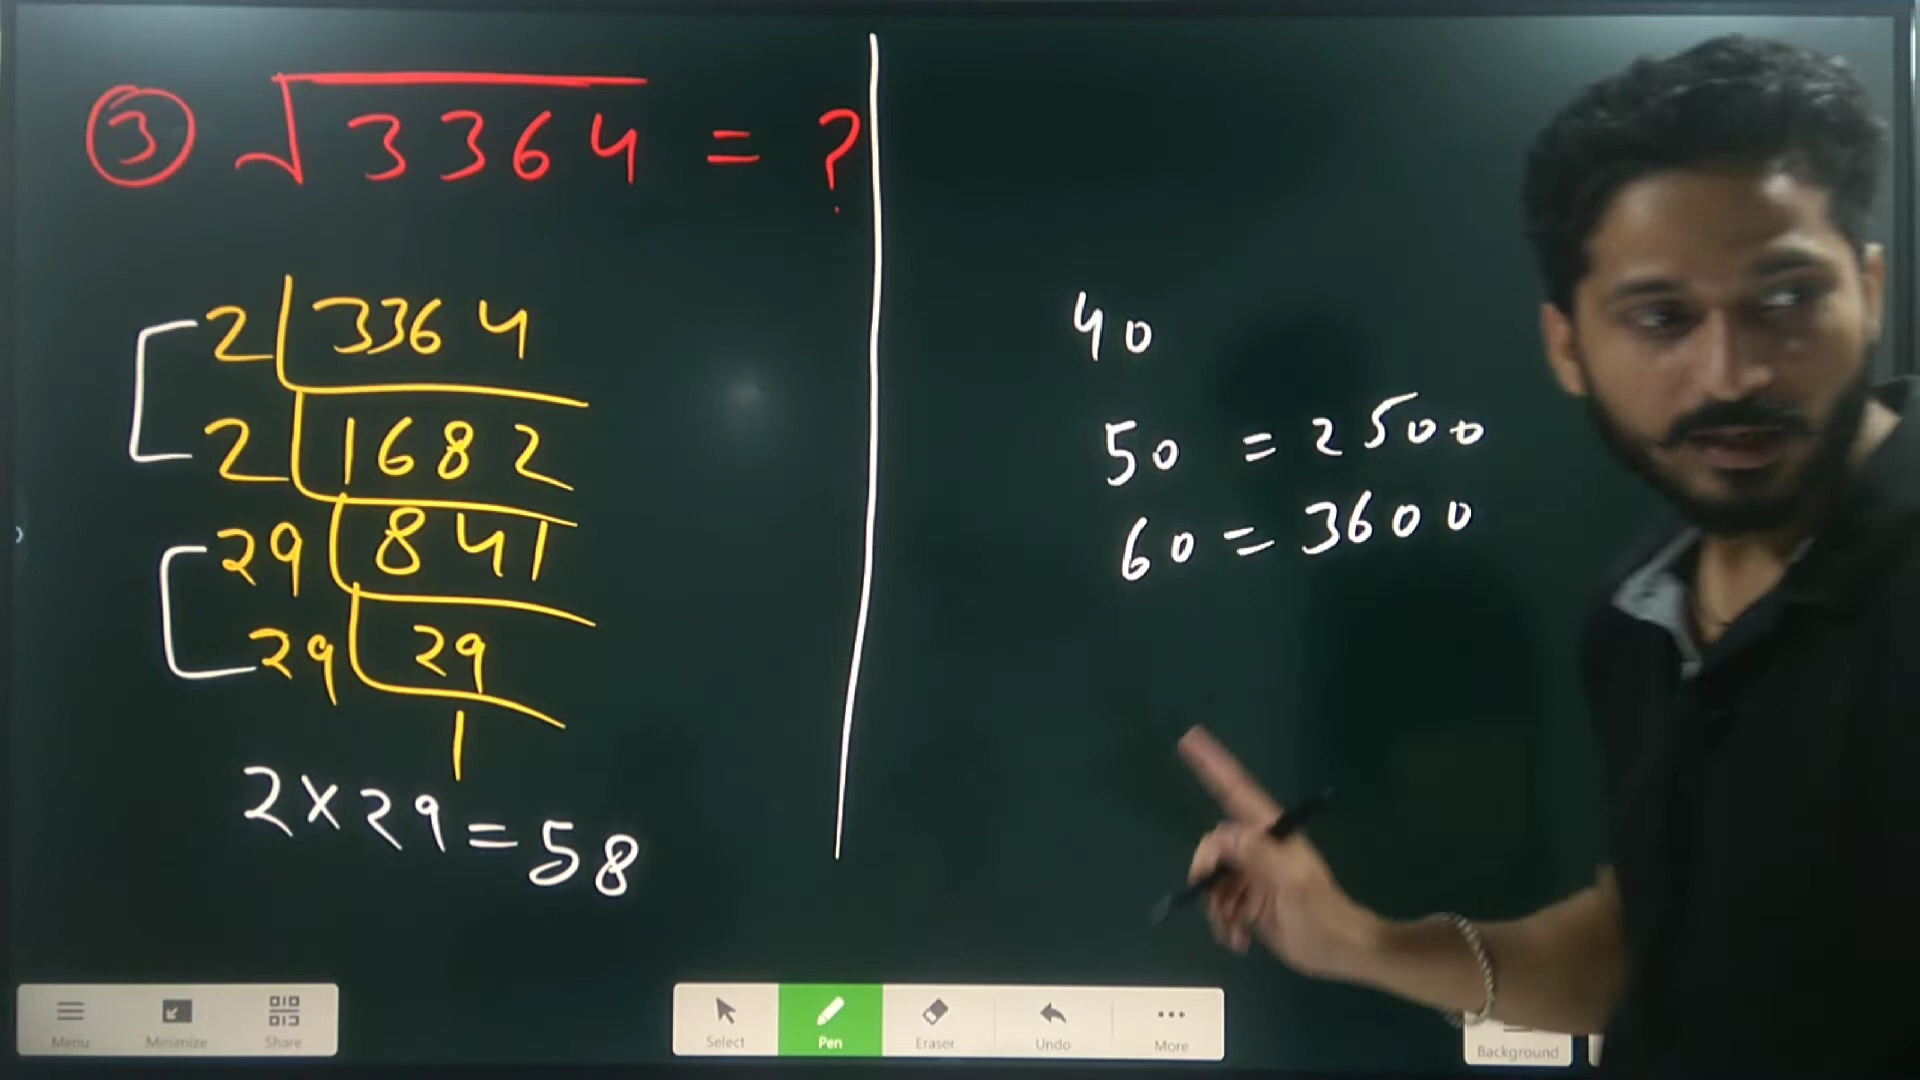 ③ √3364 = ?
2 | 3364
2 | 1682
29 | 841
29 | 29
1
2×29=58
40
50 = 2500
60 = 3600
Menu
Minimize
Share
Select
Pen
Eraser
Undo
More
Background